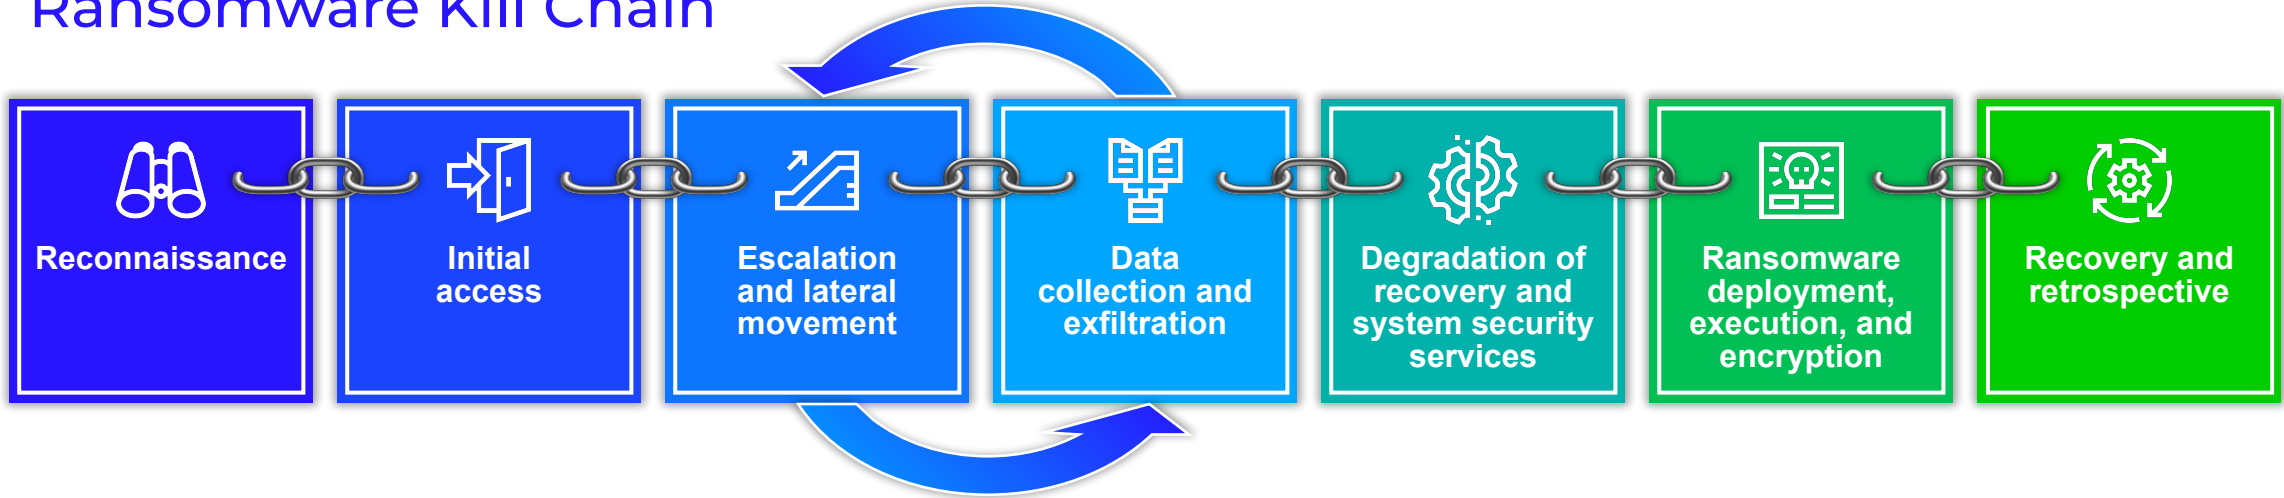 Ransomware Kill Chain
Reconnaissance
Initial
access
Escalation
and lateral
movement
Data
collection and
exfiltration
Degradation of
recovery and
system security
services
Ransomware
deployment,
execution, and
encryption
Recovery and
retrospective